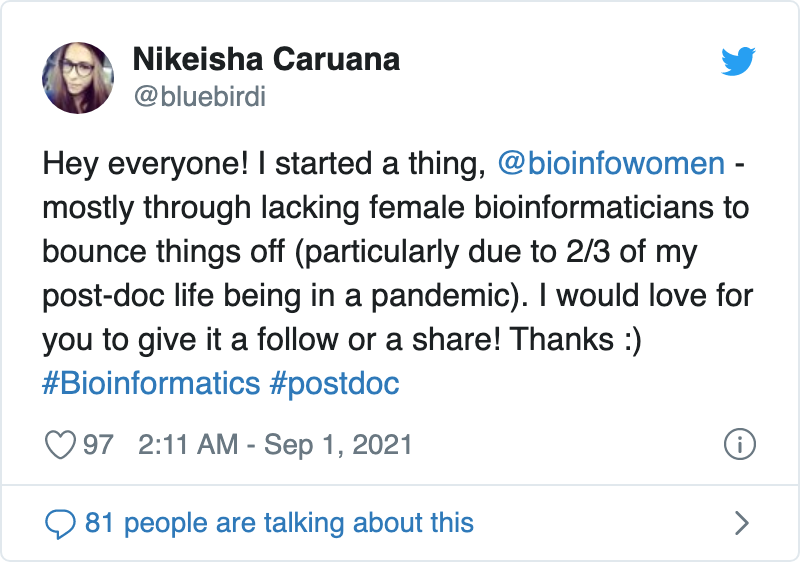 Nikeisha Caruana
@bluebirdi
Hey everyone! I started a thing, @bioinfowomen -
mostly through lacking female bioinformaticians to
bounce things off (particularly due to 2/3 of my
post-doc life being in a pandemic). I would love for
you to give it a follow or a share! Thanks :)
#Bioinformatics #postdoc
97 2:11 AM - Sep 1, 2021
81 people are talking about this